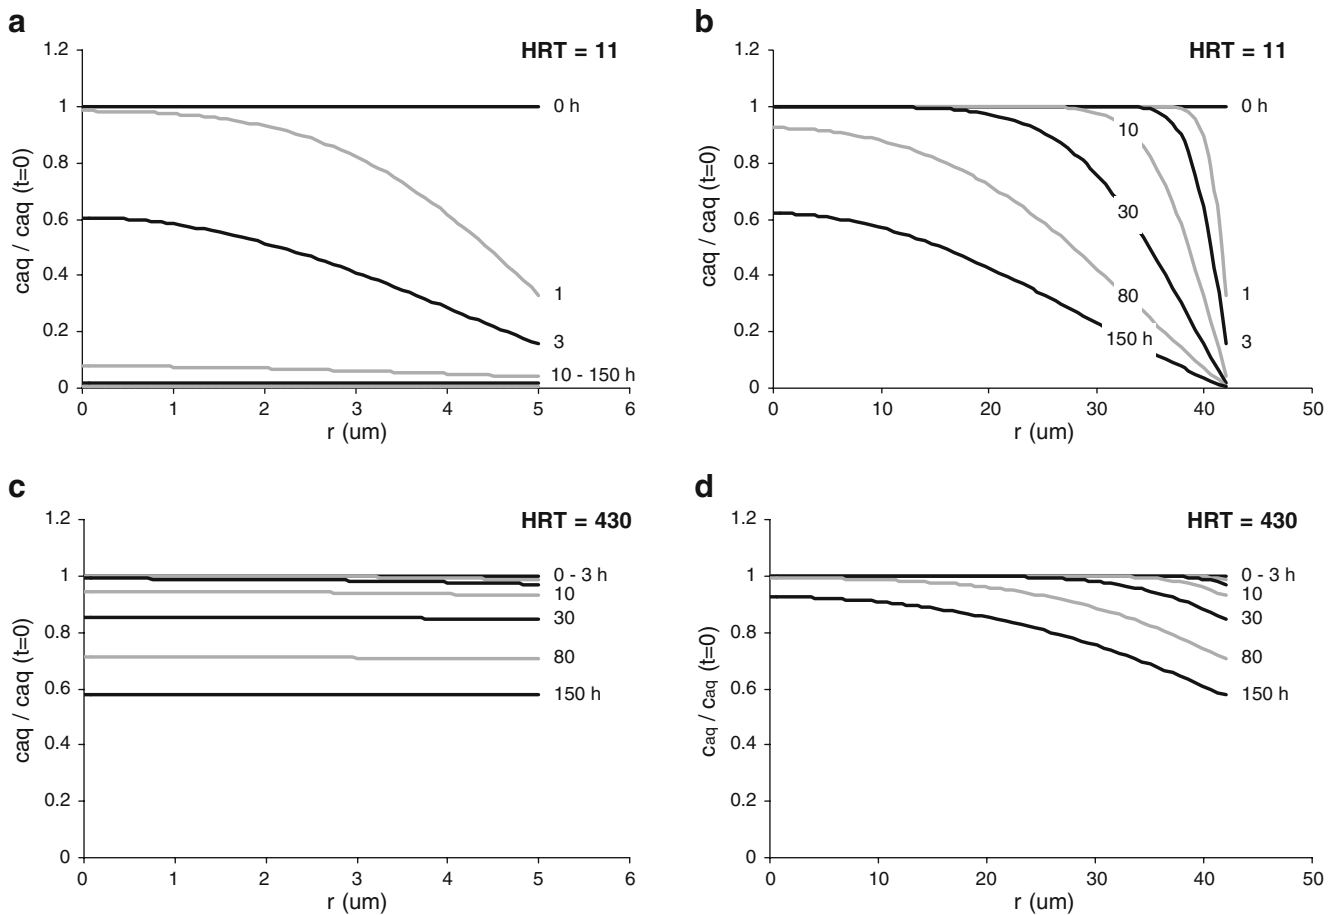 a
HRT = 11
caq / caq (t=0)
1.2
1
0.8
0.6
0.4
0.2
0
0 h
1
3
10 - 150 h
0 1 2 3 4 5 6
r (um)
b
HRT = 11
caq / caq (t=0)
1.2
1
0.8
0.6
0.4
0.2
0
0 h
10
30
80
150 h
1
3
0 10 20 30 40 50
r (um)
c
HRT = 430
caq / caq (t=0)
1.2
1
0.8
0.6
0.4
0.2
0
0 - 3 h
10
30
80
150 h
0 1 2 3 4 5 6
r (um)
d
HRT = 430
caq / caq (t=0)
1.2
1
0.8
0.6
0.4
0.2
0
0 - 3 h
10
30
80
150 h
0 10 20 30 40 50
r (um)